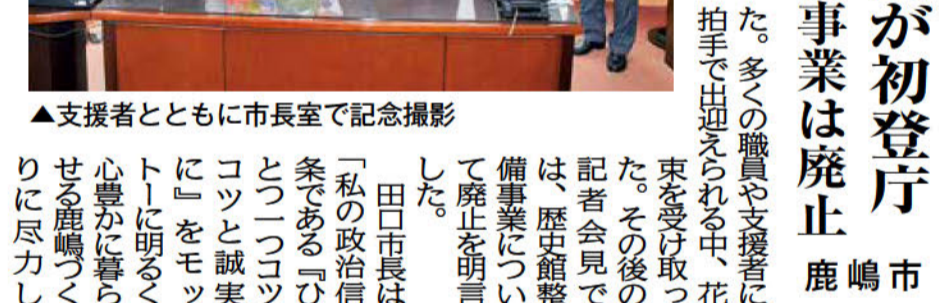 が初登庁
事業は廃止
鹿嶋市
た。多くの職員や支援者に
拍手で出迎えられる中、花
束を受け取っ
た。その後の
記者会見で
は、歴史館整
備事業につい
て廃止を明言
した。
田口市長は
「私の政治信
条である『ひ
とつ一つコツ
コツと誠実
に』をモッ
トーに明るく
心豊かに暮ら
せる鹿嶋づく
りに尽力し
▲支援者とともに市長室で記念撮影